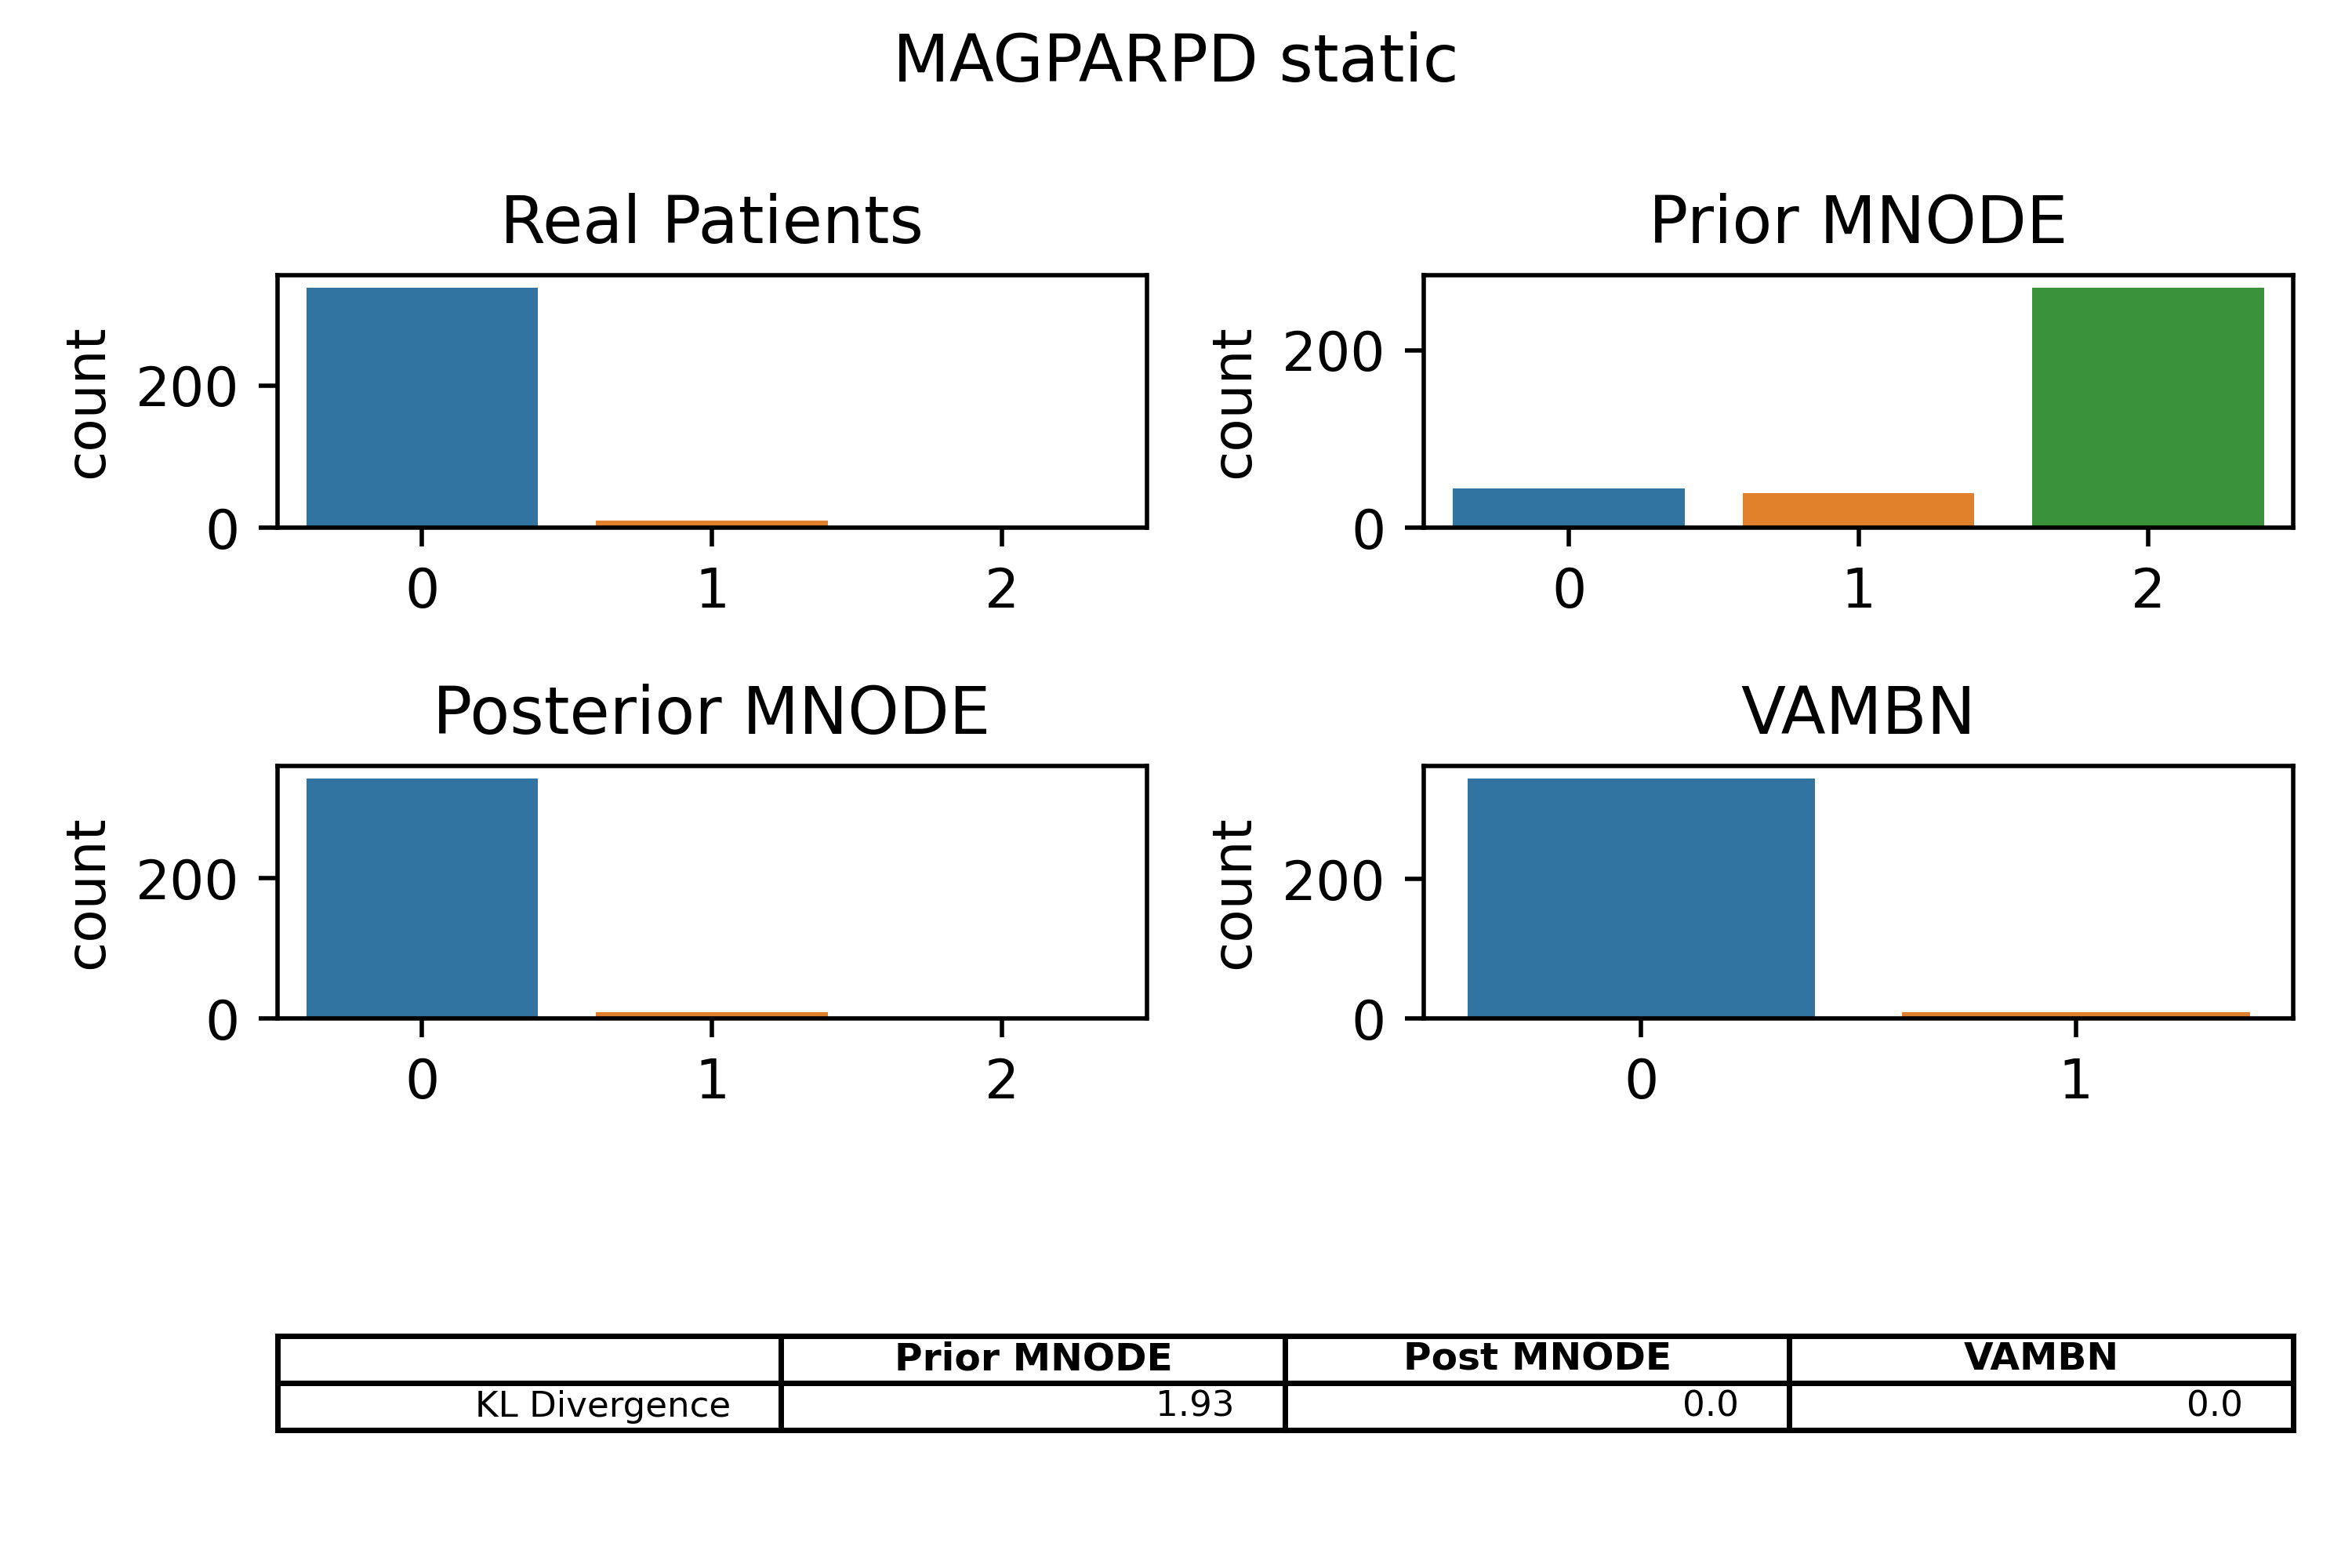 MAGPARPD static
Real Patients
count
200
0
0 1 2
Prior MNODE
count
200
0
0 1 2
Posterior MNODE
count
200
0
0 1 2
VAMBN
count
200
0
0 1
Prior MNODE Post MNODE VAMBN
KL Divergence 1.93 0.0 0.0